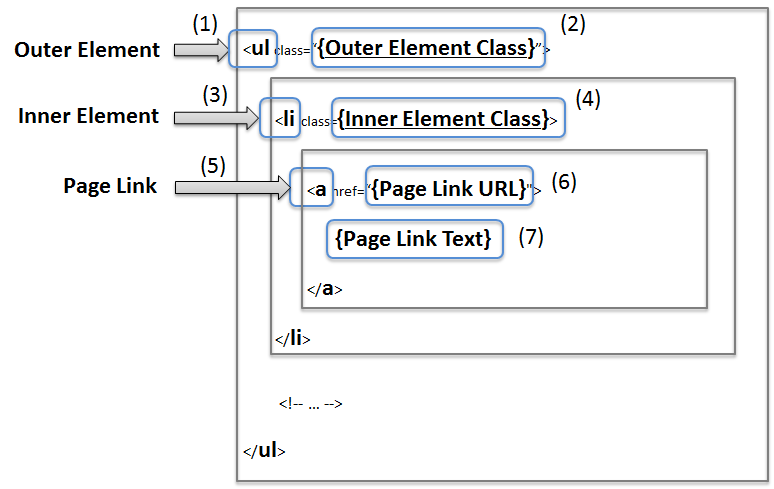 (1) (2)
Outer Element <ul class="{Outer Element Class}">
(3) (4)
Inner Element <li class={Inner Element Class}>
(5)
Page Link <a href="{Page Link URL}"> (6)
{Page Link Text} (7)
</a>
</li>
<!-- ... -->
</ul>